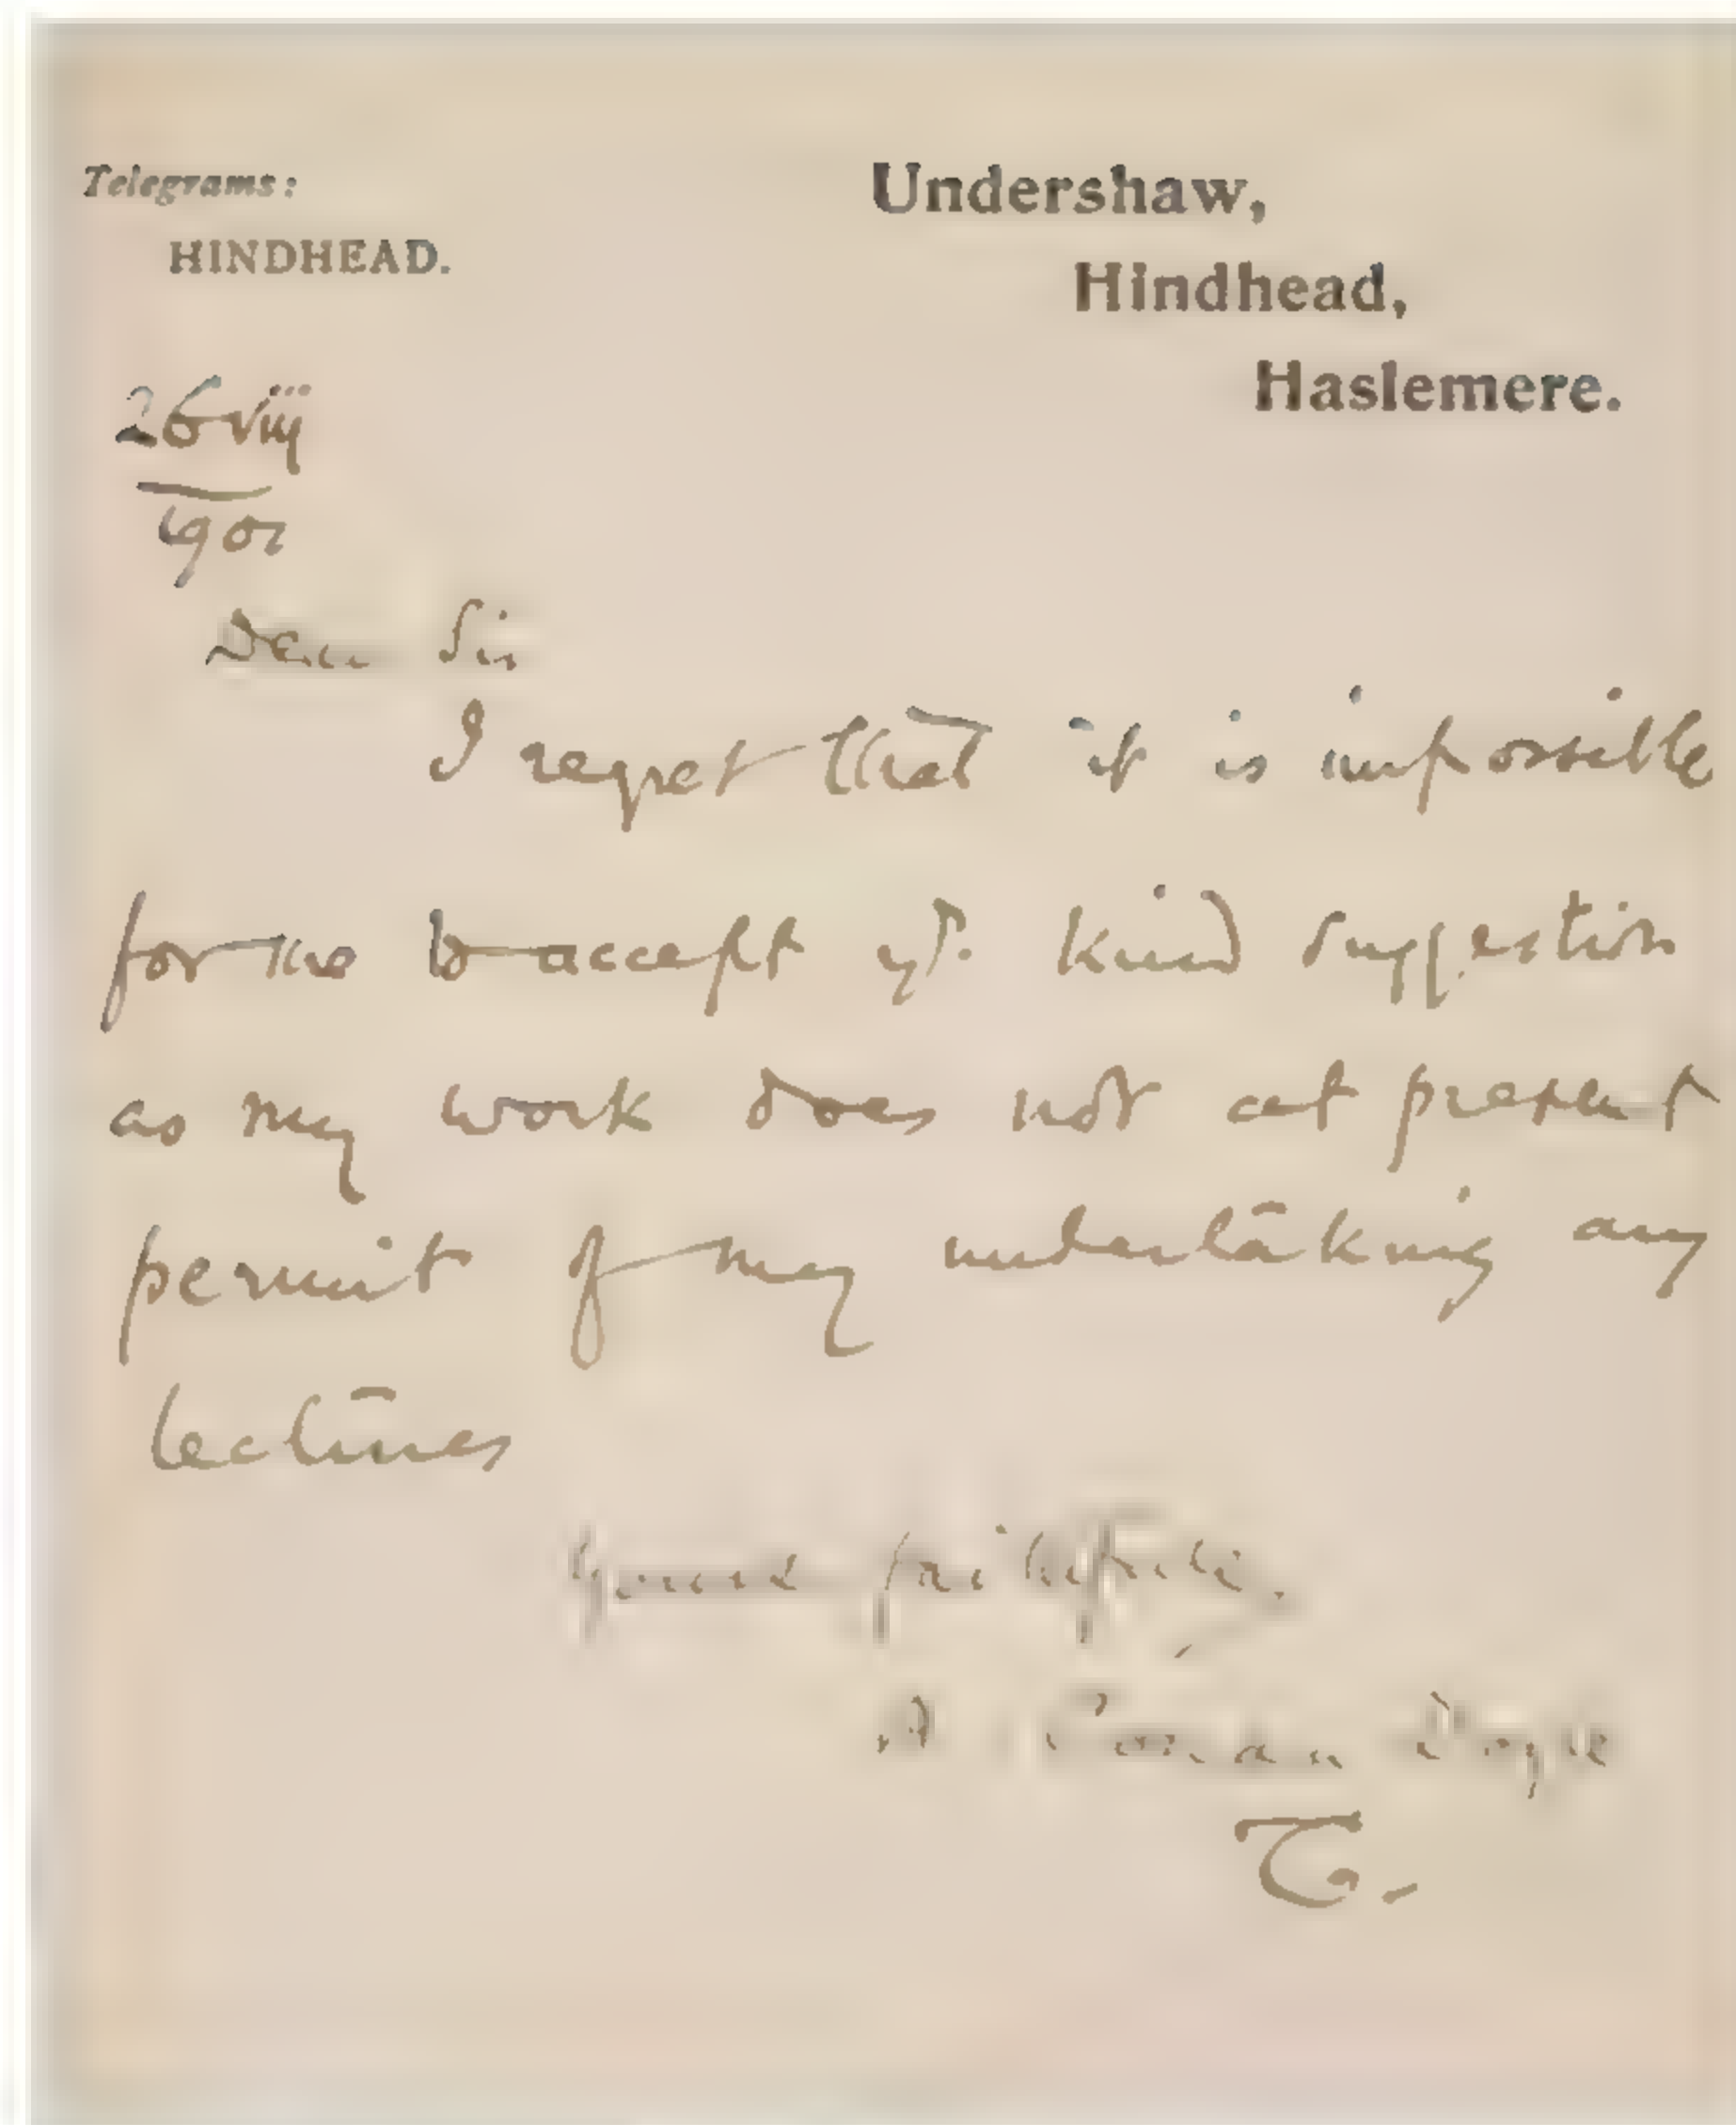 Telegrams:
HINDHEAD.
Undershaw,
Hindhead,
Haslemere.
26 viii
1901
Dear Sir
I regret that it is impossible
for me to accept yr. kind suggestion
as my work does not at present
permit of my undertaking any
lectures
Yours faithfully
A Conan Doyle